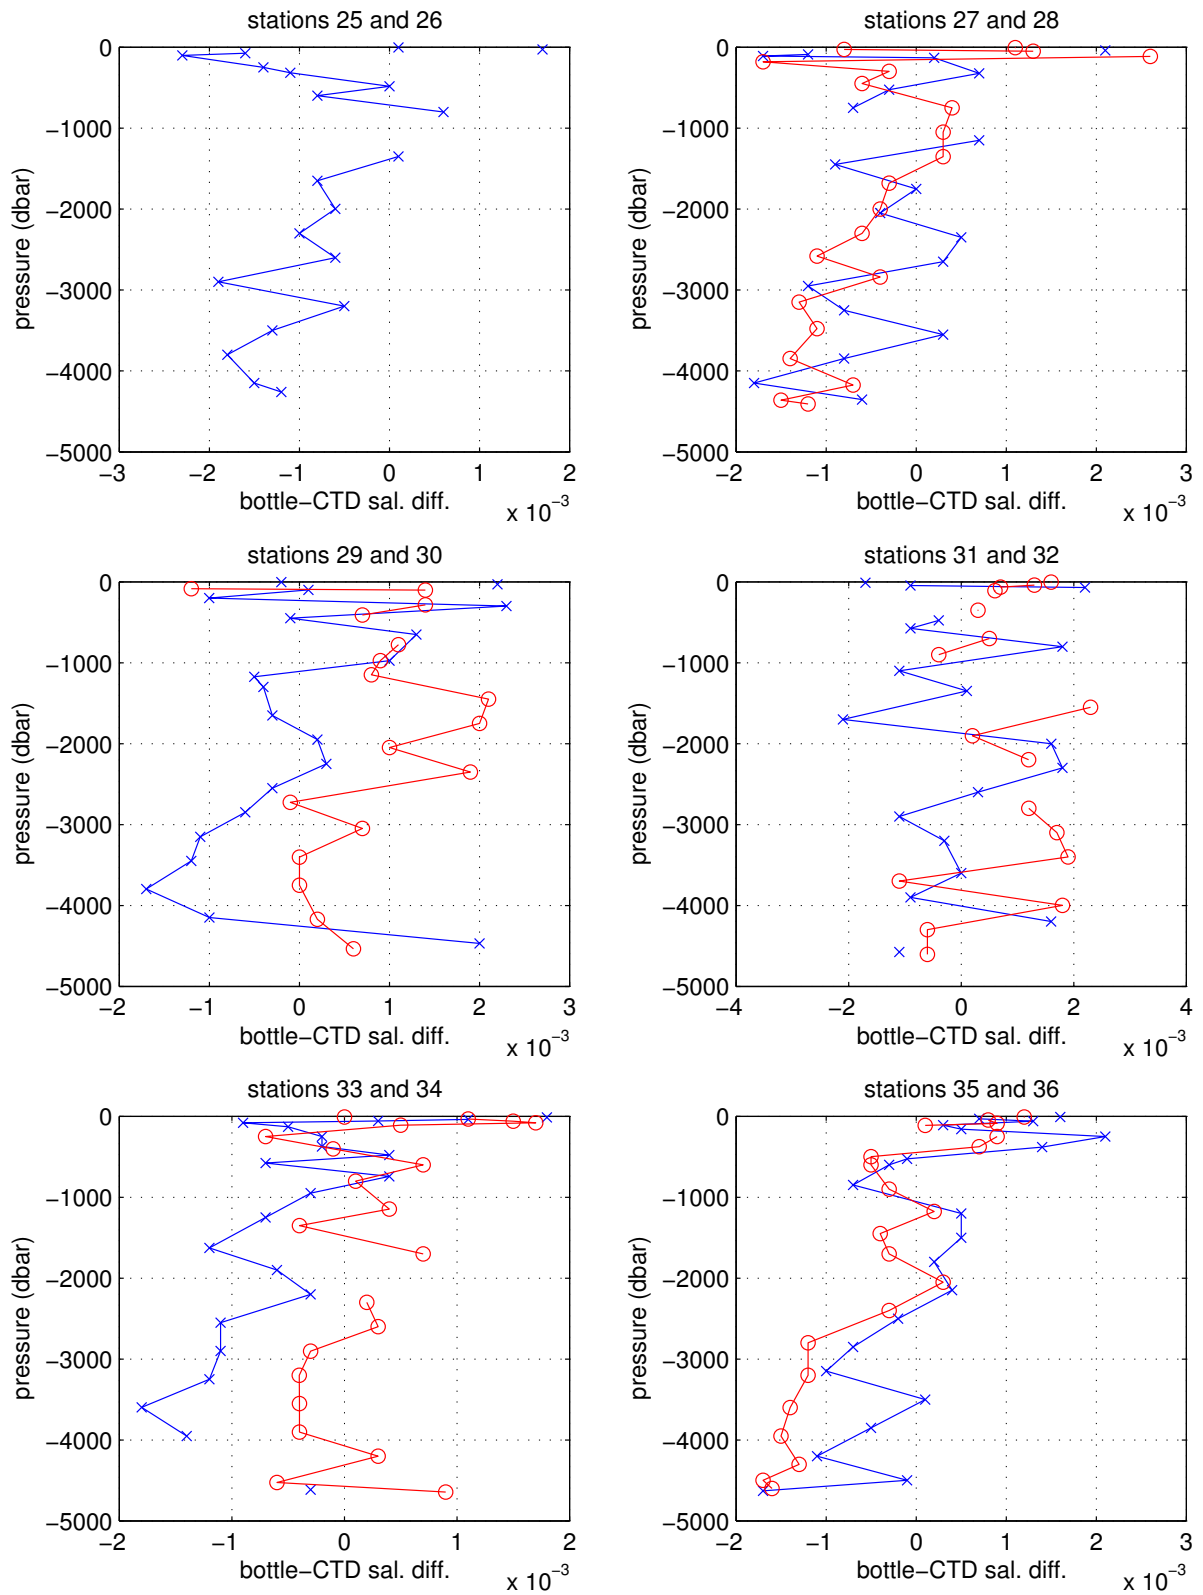 stations 25 and 26
0
−1000
−2000
−3000
−4000
−5000
pressure (dbar)
−3 −2 −1 0 1 2
bottle−CTD sal. diff.
x 10−3
stations 27 and 28
0
−1000
−2000
−3000
−4000
−5000
pressure (dbar)
−2 −1 0 1 2 3
bottle−CTD sal. diff.
x 10−3
stations 29 and 30
0
−1000
−2000
−3000
−4000
−5000
pressure (dbar)
−2 −1 0 1 2 3
bottle−CTD sal. diff.
x 10−3
stations 31 and 32
0
−1000
−2000
−3000
−4000
−5000
pressure (dbar)
−4 −2 0 2 4
bottle−CTD sal. diff.
x 10−3
stations 33 and 34
0
−1000
−2000
−3000
−4000
−5000
pressure (dbar)
−2 −1 0 1 2
bottle−CTD sal. diff.
x 10−3
stations 35 and 36
0
−1000
−2000
−3000
−4000
−5000
pressure (dbar)
−2 −1 0 1 2 3
bottle−CTD sal. diff.
x 10−3